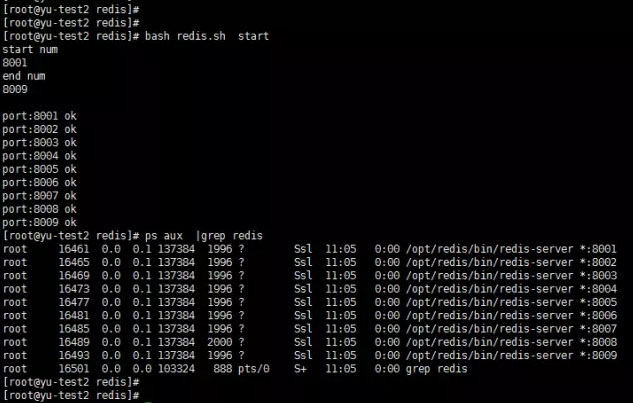 [root@yu-test2 redis]#
[root@yu-test2 redis]#
[root@yu-test2 redis]# bash redis.sh  start
start num
8001
end num
8009
port:8001 ok
port:8002 ok
port:8003 ok
port:8004 ok
port:8005 ok
port:8006 ok
port:8007 ok
port:8008 ok
port:8009 ok
[root@yu-test2 redis]# ps aux  |grep redis
root     16461  0.0  0.1 137384  1996 ?        Ssl  11:05   0:00 /opt/redis/bin/redis-server *:8001
root     16465  0.0  0.1 137384  1996 ?        Ssl  11:05   0:00 /opt/redis/bin/redis-server *:8002
root     16469  0.0  0.1 137384  1996 ?        Ssl  11:05   0:00 /opt/redis/bin/redis-server *:8003
root     16473  0.0  0.1 137384  1996 ?        Ssl  11:05   0:00 /opt/redis/bin/redis-server *:8004
root     16477  0.0  0.1 137384  1996 ?        Ssl  11:05   0:00 /opt/redis/bin/redis-server *:8005
root     16481  0.0  0.1 137384  1996 ?        Ssl  11:05   0:00 /opt/redis/bin/redis-server *:8006
root     16485  0.0  0.1 137384  1996 ?        Ssl  11:05   0:00 /opt/redis/bin/redis-server *:8007
root     16489  0.0  0.1 137384  2000 ?        Ssl  11:05   0:00 /opt/redis/bin/redis-server *:8008
root     16493  0.0  0.1 137384  1996 ?        Ssl  11:05   0:00 /opt/redis/bin/redis-server *:8009
root     16501  0.0  0.0 103324   888 pts/0    S+   11:05   0:00 grep redis
[root@yu-test2 redis]#
[root@yu-test2 redis]#